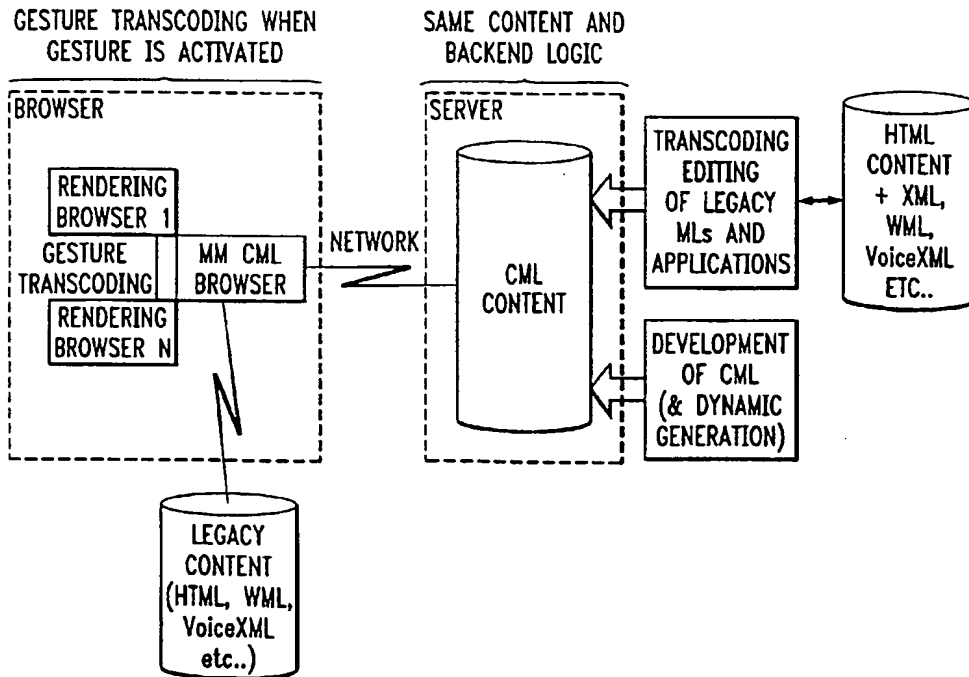 GESTURE TRANSCODING WHEN
GESTURE IS ACTIVATED
SAME CONTENT AND
BACKEND LOGIC
BROWSER
RENDERING
BROWSER 1
GESTURE
TRANSCODING
MM CML
BROWSER
RENDERING
BROWSER N
NETWORK
SERVER
CML
CONTENT
TRANSCODING
EDITING
OF LEGACY
MLs AND
APPLICATIONS
HTML
CONTENT
+ XML,
WML,
VoiceXML
ETC..
DEVELOPMENT
OF CML
(& DYNAMIC
GENERATION)
LEGACY
CONTENT
(HTML, WML,
VoiceXML
etc..)